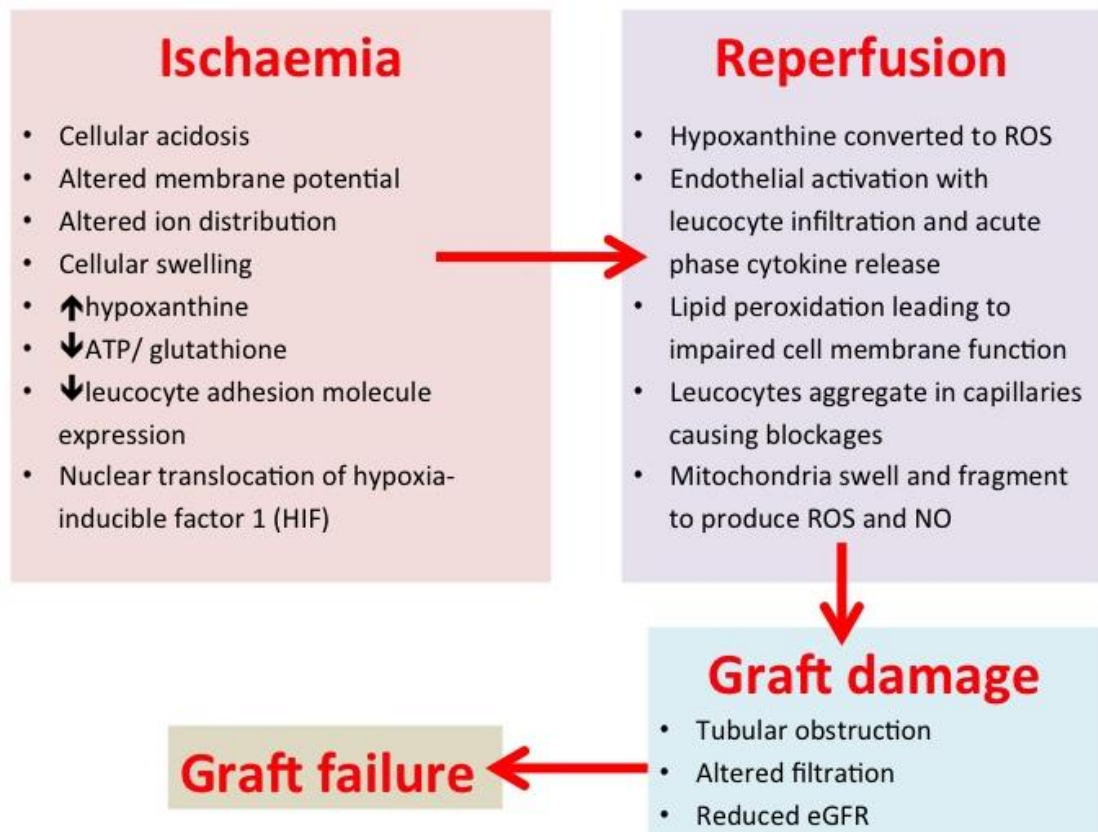 Ischaemia
• Cellular acidosis
• Altered membrane potential
• Altered ion distribution
• Cellular swelling
• 🡹hypoxanthine
• 🡻ATP/ glutathione
• 🡻leucocyte adhesion molecule
expression
• Nuclear translocation of hypoxia-
inducible factor 1 (HIF)
Reperfusion
• Hypoxanthine converted to ROS
• Endothelial activation with
leucocyte infiltration and acute
phase cytokine release
• Lipid peroxidation leading to
impaired cell membrane function
• Leucocytes aggregate in capillaries
causing blockages
• Mitochondria swell and fragment
to produce ROS and NO
Graft damage
• Tubular obstruction
• Altered filtration
• Reduced eGFR
Graft failure